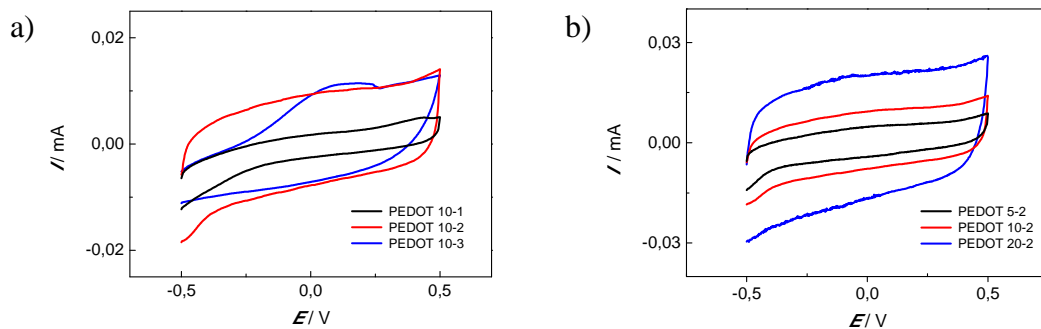 a)
0,02
0,00
-0,02
I / mA
-0,5
0,0
0,5
E / V
PEDOT 10-1
PEDOT 10-2
PEDOT 10-3
b)
0,03
0,00
-0,03
I / mA
-0,5
0,0
0,5
E / V
PEDOT 5-2
PEDOT 10-2
PEDOT 20-2